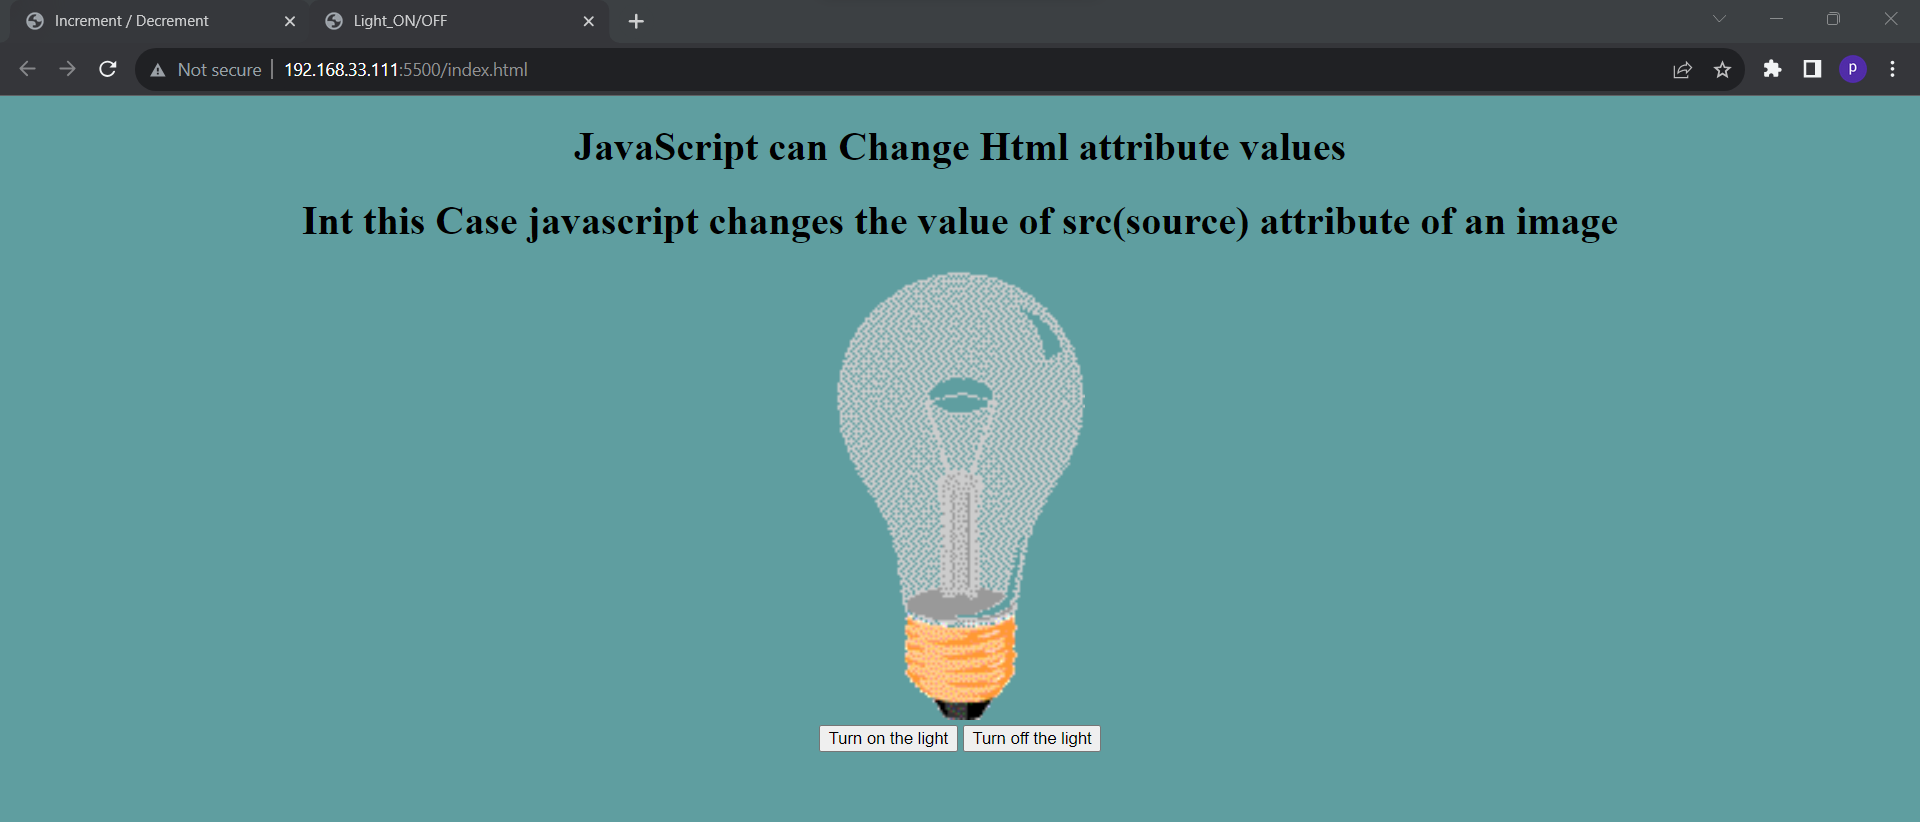 Increment / Decrement
Light_ON/OFF
Not secure
192.168.33.111:5500/index.html
p
JavaScript can Change Html attribute values
Int this Case javascript changes the value of src(source) attribute of an image
Turn on the light
Turn off the light